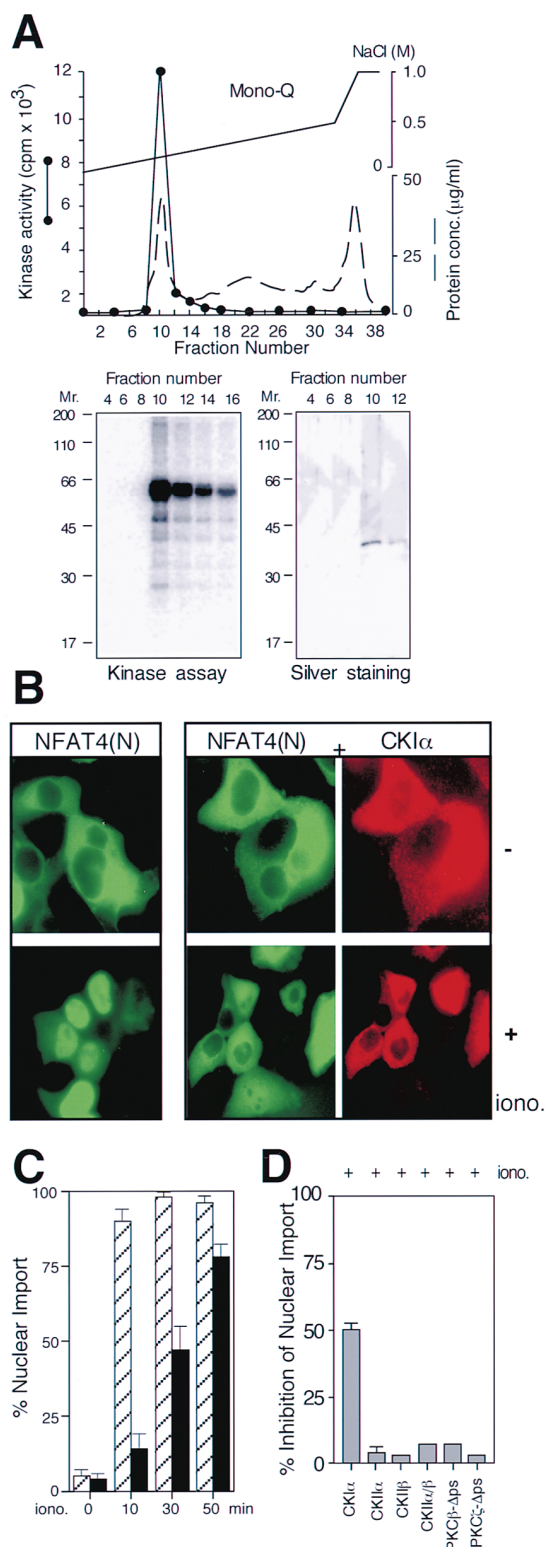 A
NaCl (M)
Mono-Q
12
10
8
6
4
2
Kinase activity (cpm x 10³)
1.0
0.5
0
50
25
0
Protein conc.(μg/ml)
2 6 10 14 18 22 26 30 34 38
Fraction Number
Fraction number
Mr. 4 6 8 10 12 14 16
200
110
66
45
30
17
Kinase assay
Fraction number
Mr. 4 6 8 10 12
200
110
66
45
30
17
Silver staining
B
NFAT4(N)
NFAT4(N) + CKIα
-
+
iono.
C
100
75
50
25
0
% Nuclear Import
iono. 0 10 30 50 min
D
+ + + + + + iono.
100
75
50
25
0
% Inhibition of Nuclear Import
CKIα
CKIIα
CKIIβ
CKIIα/β
PKCβ-Δps
PKCζ-Δps